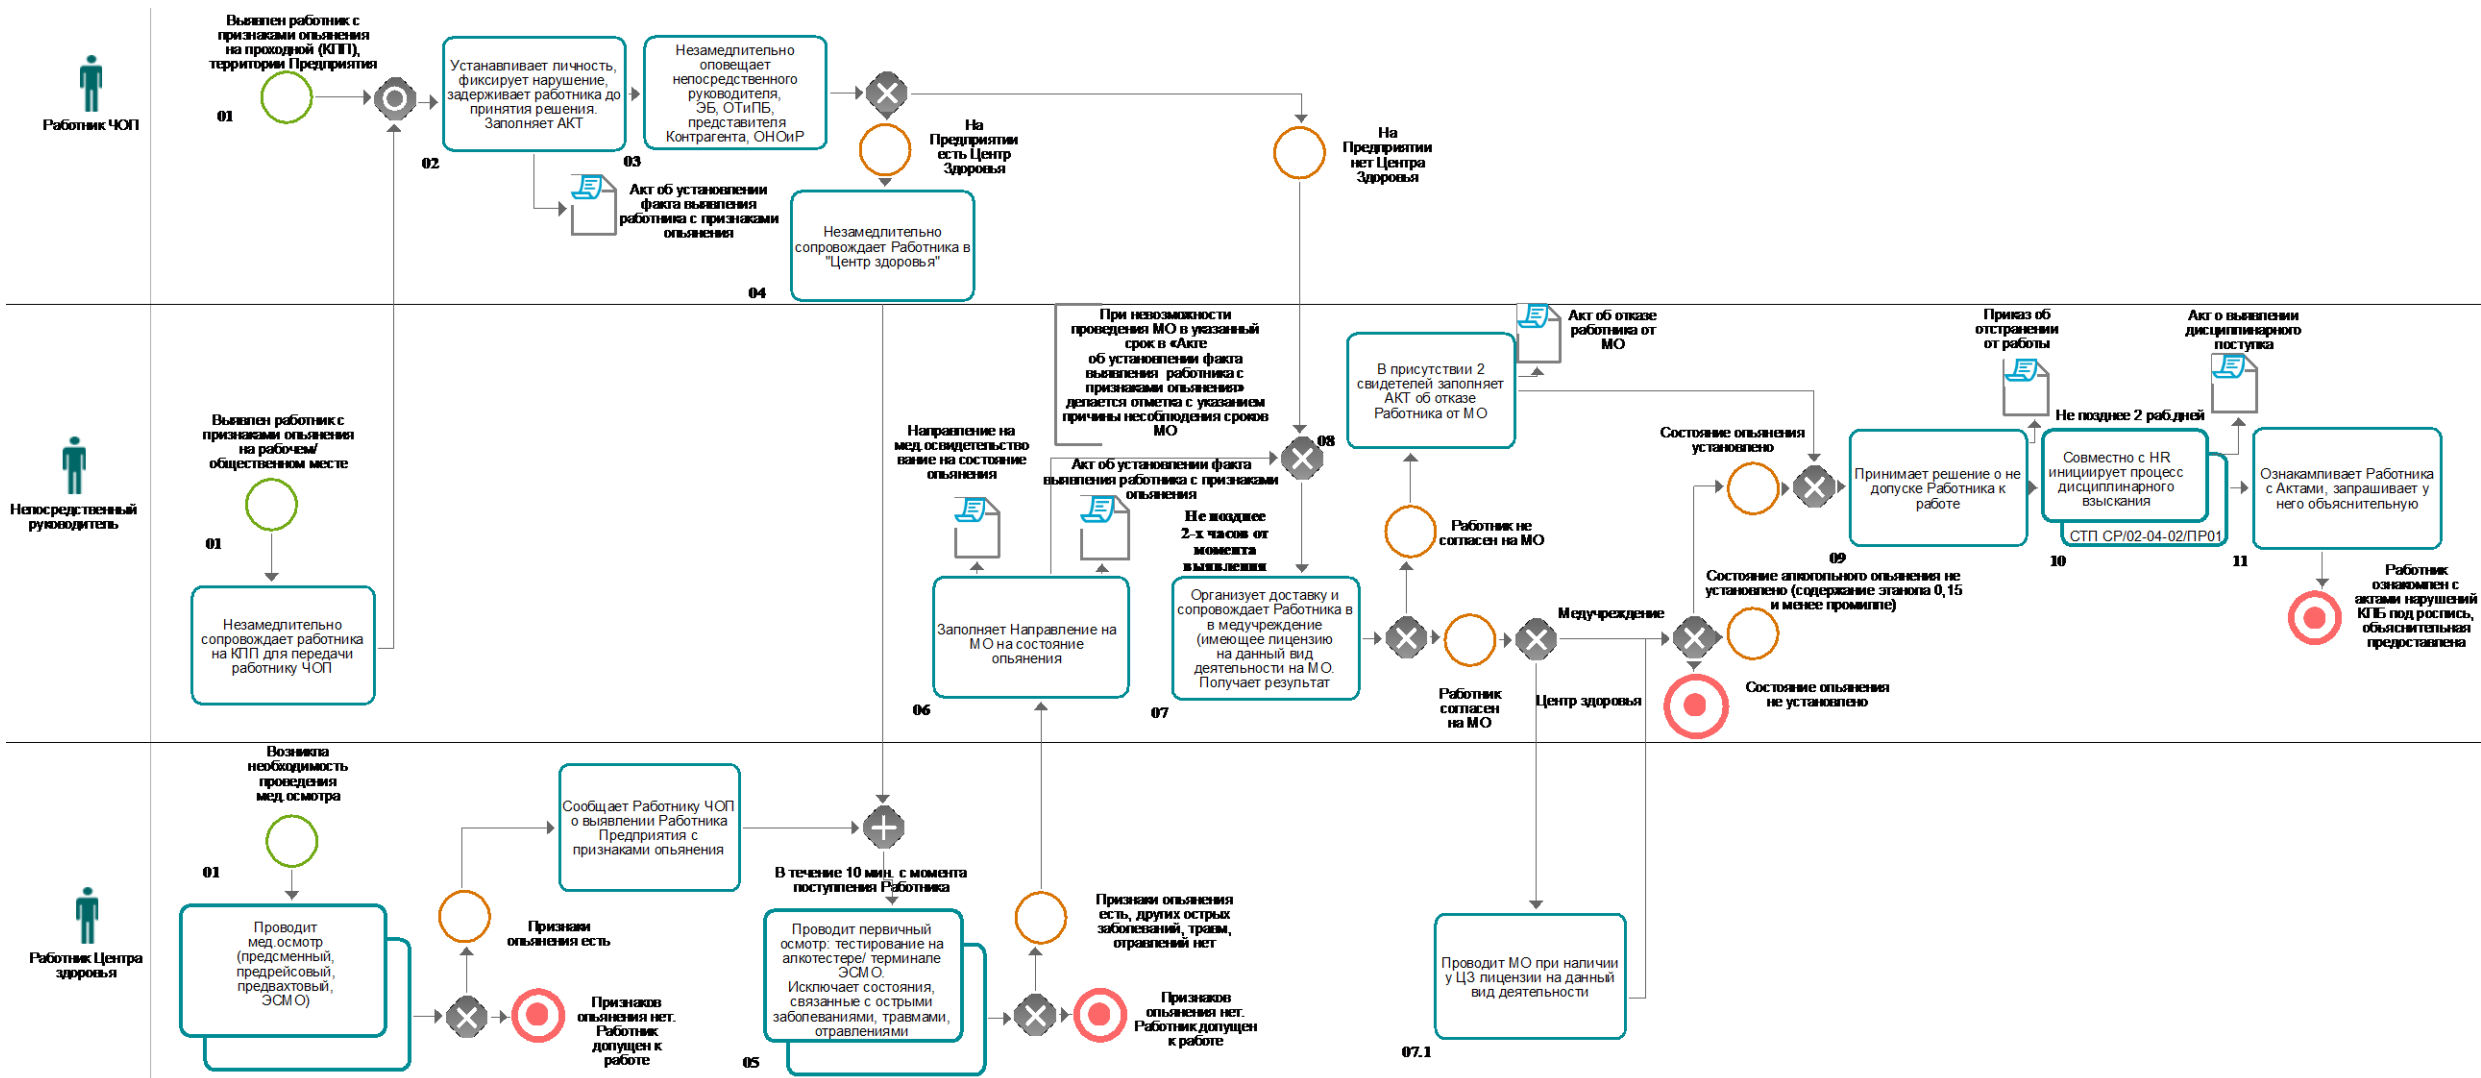 Выявлен работник с
признаками опьянения
на проходной (КПП),
территории Предприятия
01
Работник ЧОП
Устанавливает личность,
фиксирует нарушение,
задерживает работника до
принятия решения.
Заполняет АКТ
02
Незамедлительно
оповещает
непосредственного
руководителя,
ЭБ, ОТиПБ,
представителя
Контрагента, ОНОиР
03
На
Предприятии
есть Центр
Здоровья
На
Предприятии
нет Центра
Здоровья
Акт об установлении
факта выявления
работника с признаками
опьянения
Незамедлительно
сопровождает Работника в
"Центр здоровья"
04
Непосредственный
руководитель
Выявлен работник с
признаками опьянения
на рабочем/
общественном месте
01
Незамедлительно
сопровождает работника
на КПП для передачи
работнику ЧОП
При невозможности
проведения МО в указанный
срок в «Акте
об установлении факта
выявления работника с
признаками опьянения»
делается отметка с указанием
причины несоблюдения сроков
МО
Направление на
мед.освидетельство
вание на состояние
опьянения
Акт об установлении факта
выявления работника с признаками
опьянения
Заполняет Направление на
МО на состояние
опьянения
06
08
Не позднее
2-х часов от
момента
выявления
Организует доставку и
сопровождает Работника в
в медучреждение
(имеющее лицензию
на данный вид
деятельности на МО.
Получает результат
07
В присутствии 2
свидетелей заполняет
АКТ об отказе
Работника от МО
Акт об отказе
работника от
МО
Работник не
согласен на МО
Работник
согласен
на МО
Медучреждение
Центр здоровья
Состояние опьянения
установлено
Состояние алкогольного опьянения не
установлено (содержание этанола 0,15
и менее промилле)
Состояние опьянения
не установлено
Принимает решение о не
допуске Работника к
работе
09
Приказ об
отстранении
от работы
Не позднее 2 раб.дней
Совместно с HR
инициирует процесс
дисциплинарного
взыскания
СТП СР/02-04-02/ПР01
10
Акт о выявлении
дисциплинарного
поступка
Ознакамливает Работника
с Актами, запрашивает у
него объяснительную
11
Работник
ознакомлен с
актами нарушений
КПБ под роспись,
объяснительная
предоставлена
Работник Центра
здоровья
Возникла
необходимость
проведения
мед.осмотра
01
Проводит
мед.осмотр
(предсменный,
предрейсовый,
предвахтовый,
ЭСМО)
Признаки
опьянения есть
Признаков
опьянения нет.
Работник
допущен к
работе
Сообщает Работнику ЧОП
о выявлении Работника
Предприятия с
признаками опьянения
В течение 10 мин. с момента
поступления Работника
Проводит первичный
осмотр: тестирование на
алкотестере/ терминале
ЭСМО.
Исключает состояния,
связанные с острыми
заболеваниями, травмами,
отравлениями
05
Признаки опьянения
есть, других острых
заболеваний, травм,
отравлений нет
Признаков
опьянения нет.
Работник допущен
к работе
Проводит МО при наличии
у ЦЗ лицензии на данный
вид деятельности
07.1